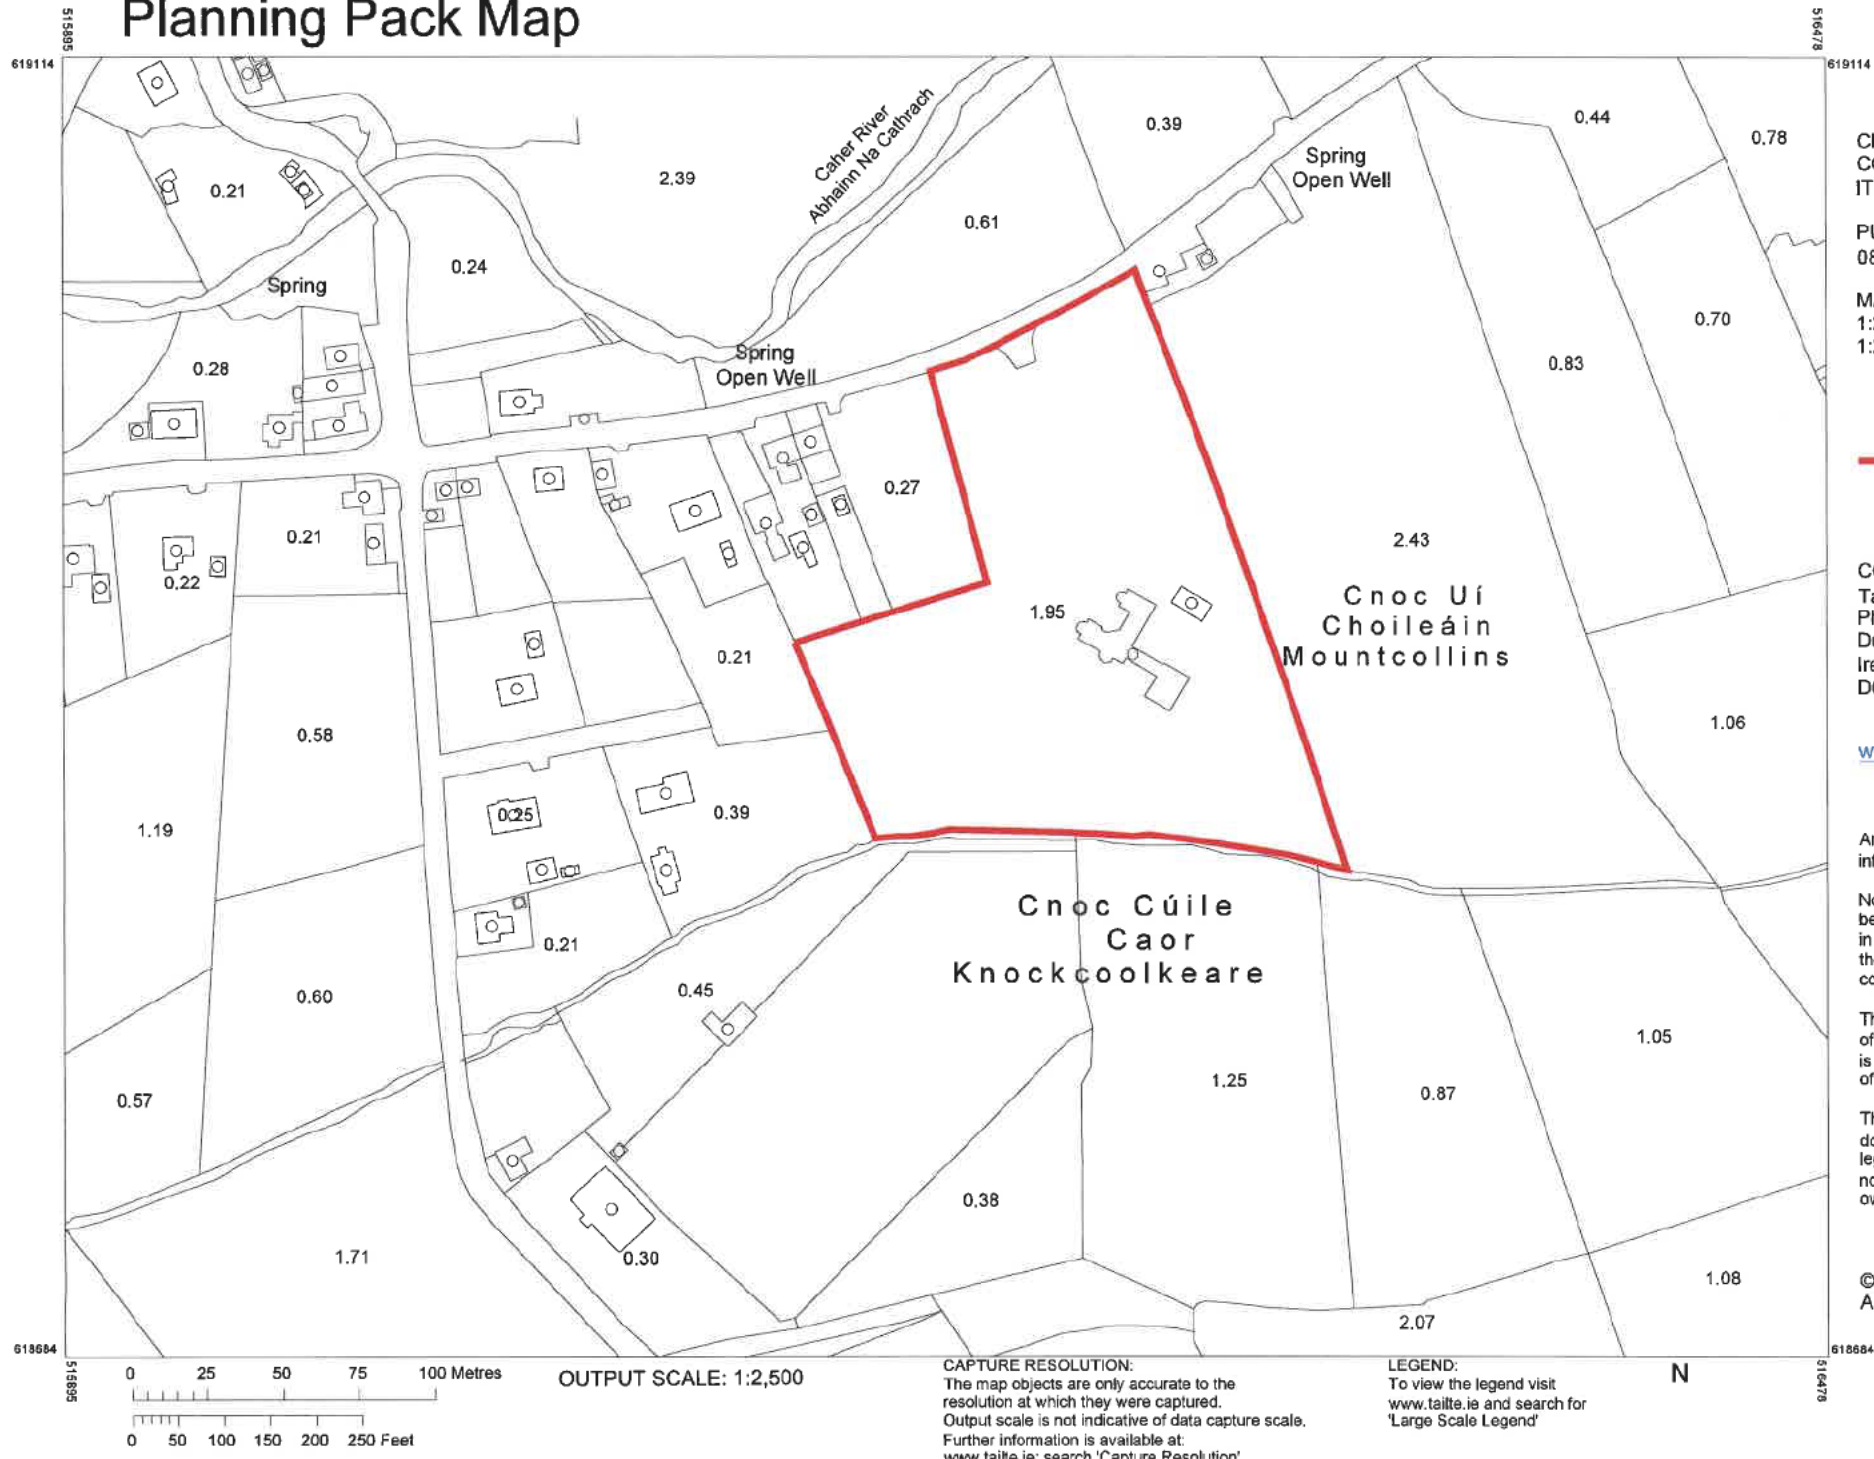 Planning Pack Map
515895
516478
619114
619114
Caher River
Abhainn Na Cathrach
0.39
0.44
0.78
Spring
Open Well
0.21
2.39
0.61
0.24
Spring
0.70
0.28
Spring
Open Well
0.83
0.27
0.21
0.22
2.43
Cnoc Uí
Choileáin
Mountcollins
1.95
0.21
0.58
1.06
0.25
0.39
1.19
Cnoc Cúile
Caor
Knockcoolkeare
0.21
0.45
0.60
1.05
1.25
0.87
0.57
0.38
1.71
0.30
1.08
2.07
618684
618684
515895
516478
0 25 50 75 100 Metres
0 50 100 150 200 250 Feet
OUTPUT SCALE: 1:2,500
CAPTURE RESOLUTION:
The map objects are only accurate to the
resolution at which they were captured.
Output scale is not indicative of data capture scale.
Further information is available at:
www.tailte.ie; search 'Capture Resolution'
LEGEND:
To view the legend visit
www.tailte.ie and search for
'Large Scale Legend'
N